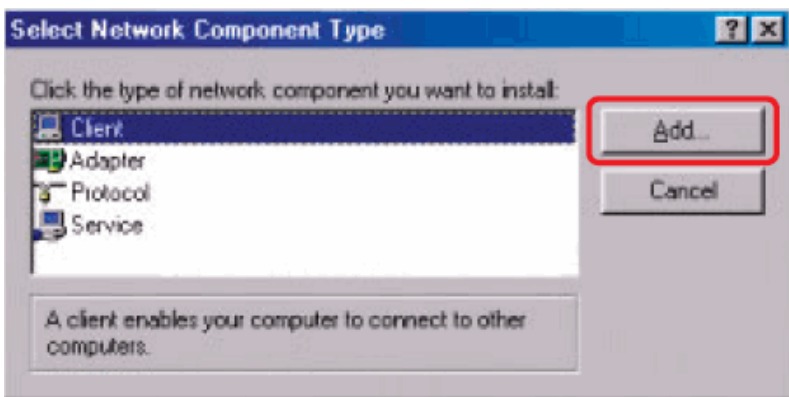 Select Network Component Type
Click the type of network component you want to install:
Client
Adapter
Protocol
Service
Add...
Cancel
A client enables your computer to connect to other
computers.